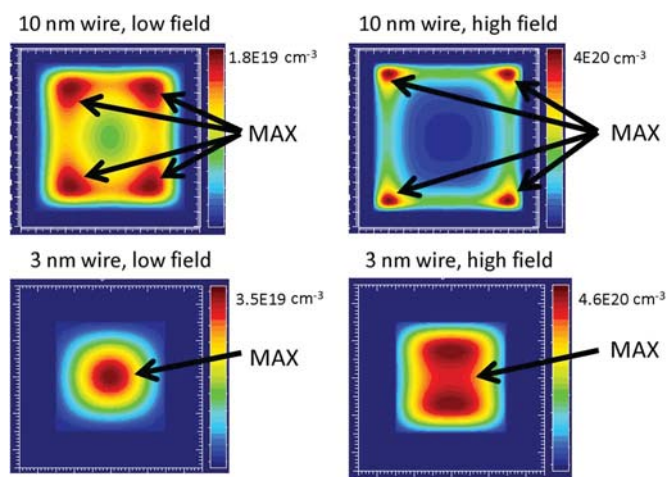 10 nm wire, low field
10 nm wire, high field
1.8E19 cm-3
4E20 cm-3
MAX
MAX
3 nm wire, low field
3 nm wire, high field
3.5E19 cm-3
4.6E20 cm-3
MAX
MAX